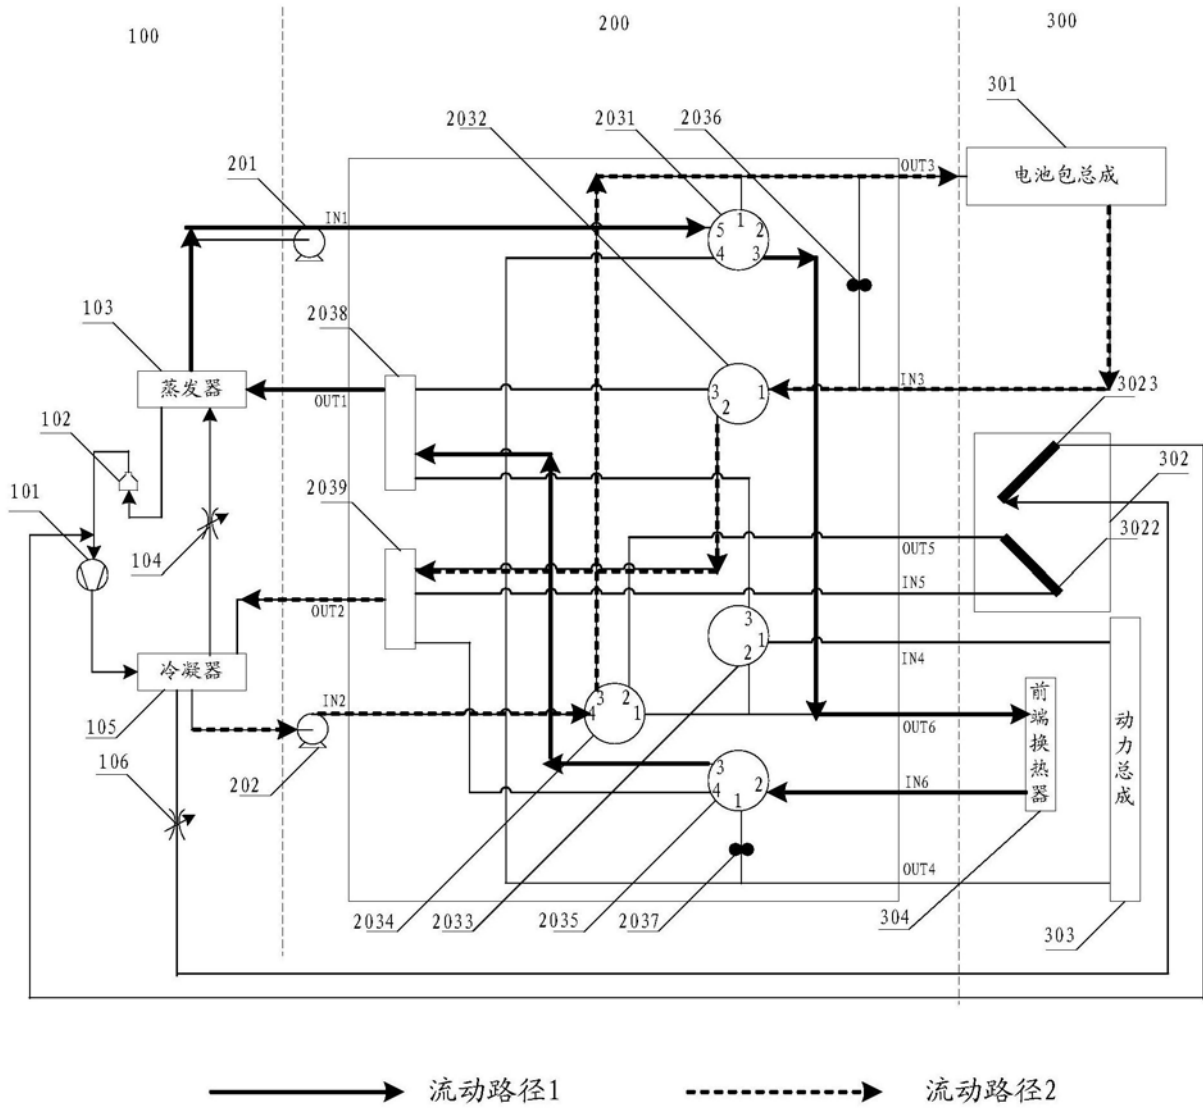 100 200 300
301
2032 2031 2036
201 OUT3 电池包总成
IN1 5 1 2 4 3
103 2038
蒸发器 OUT1 3 2 1 IN3 3023
102
101 2039 302
104 OUT5 3022
OUT2 IN5
冷凝器 3 1 2 IN4
105 IN2 3 2 4 1 OUT6 前端换热器 动力总成
106 202
3 4 2 1 IN6
OUT4
2034 2033 2035 2037 304 303
流动路径1 流动路径2